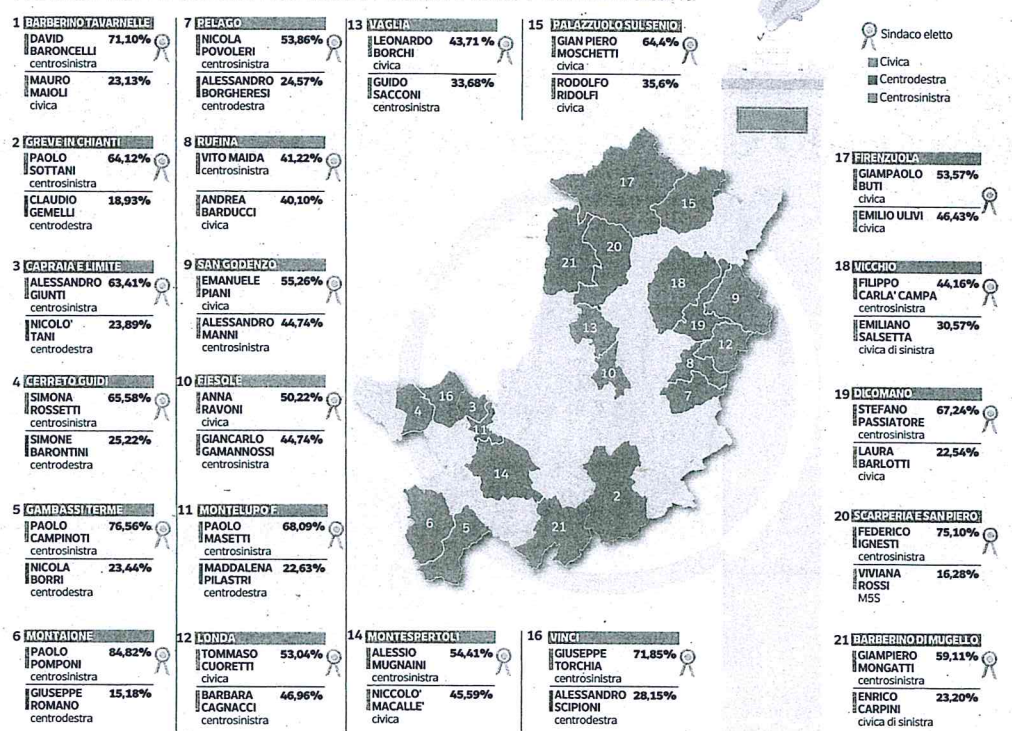 1 BARBERINO TAVARNELLE
DAVID 71,10%
BARONCELLI
centrosinistra
MAURO 23,13%
MAIOLI
civica
2 GREVE IN CHIANTI
PAOLO 64,12%
SOTTANI
centrosinistra
CLAUDIO 18,93%
GEMELLI
centrodestra
3 CAPRAIA E LIMITE
ALESSANDRO 63,41%
GIUNTI
centrosinistra
NICOLO' 23,89%
TANI
centrodestra
4 CERRETO GUIDI
SIMONA 65,58%
ROSSETTI
centrosinistra
SIMONE 25,22%
BARONTINI
centrodestra
5 GAMBASSI TERME
PAOLO 76,56%
CAMPINOTI
centrosinistra
NICOLA 23,44%
BORRI
centrodestra
6 MONTAIONE
PAOLO 84,82%
POMPONI
centrosinistra
GIUSEPPE 15,18%
ROMANO
centrodestra
7 PELAGO
NICOLA 53,86%
POVOLERI
centrosinistra
ALESSANDRO 24,57%
BORGHERESI
centrodestra
8 RUFINA
VITO MAIDA 41,22%
centrosinistra
ANDREA 40,10%
BARDUCCI
civica
9 SAN GODENZO
EMANUELE 55,26%
PIANI
civica
ALESSANDRO 44,74%
MANNI
centrosinistra
10 FIESOLE
ANNA 50,22%
RAVONI
civica
GIANCARLO 44,74%
GAMANNOSSI
centrosinistra
11 MONTELUPO F
PAOLO 68,09%
MASETTI
centrosinistra
MADDALENA 22,63%
PILASTRI
centrodestra
12 LONDA
TOMMASO 53,04%
CUORETTI
civica
BARBARA 46,96%
CAGNACCI
centrosinistra
13 VAGLIA
LEONARDO 43,71 %
BORCHI
civica
GUIDO 33,68%
SACCONI
centrosinistra
15 PALAZZUOLO SUL SENIO
GIAN PIERO 64,4%
MOSCHETTI
civica
RODOLFO 35,6%
RIDOLFI
civica
Sindaco eletto
Civica
Centrodestra
Centrosinistra
17
15
20
21
18
9
13
19
12
10
8
7
16
4
3
11
14
2
6
5
21
14 MONTESPERTOLI
ALESSIO 54,41%
MUGNAINI
centrosinistra
NICCOLO' 45,59%
MACALLE'
civica
16 VINCI
GIUSEPPE 71,85%
TORCHIA
centrosinistra
ALESSANDRO 28,15%
SCIPIONI
centrodestra
17 FIRENZUOLA
GIAMPAOLO 53,57%
BUTI
civica
EMILIO ULIVI 46,43%
civica
18 VICCHIO
FILIPPO 44,16%
CARLA' CAMPA
centrosinistra
EMILIANO 30,57%
SALSETTA
civica di sinistra
19 DICOMANO
STEFANO 67,24%
PASSIATORE
centrosinistra
LAURA 22,54%
BARLOTTI
civica
20 SCARPERIA E SAN PIERO
FEDERICO 75,10%
IGNESTI
centrosinistra
VIVIANA 16,28%
ROSSI
M5S
21 BARBERINO DI MUGELLO
GIAMPIERO 59,11%
MONGATTI
centrosinistra
ENRICO 23,20%
CARPINI
civica di sinistra